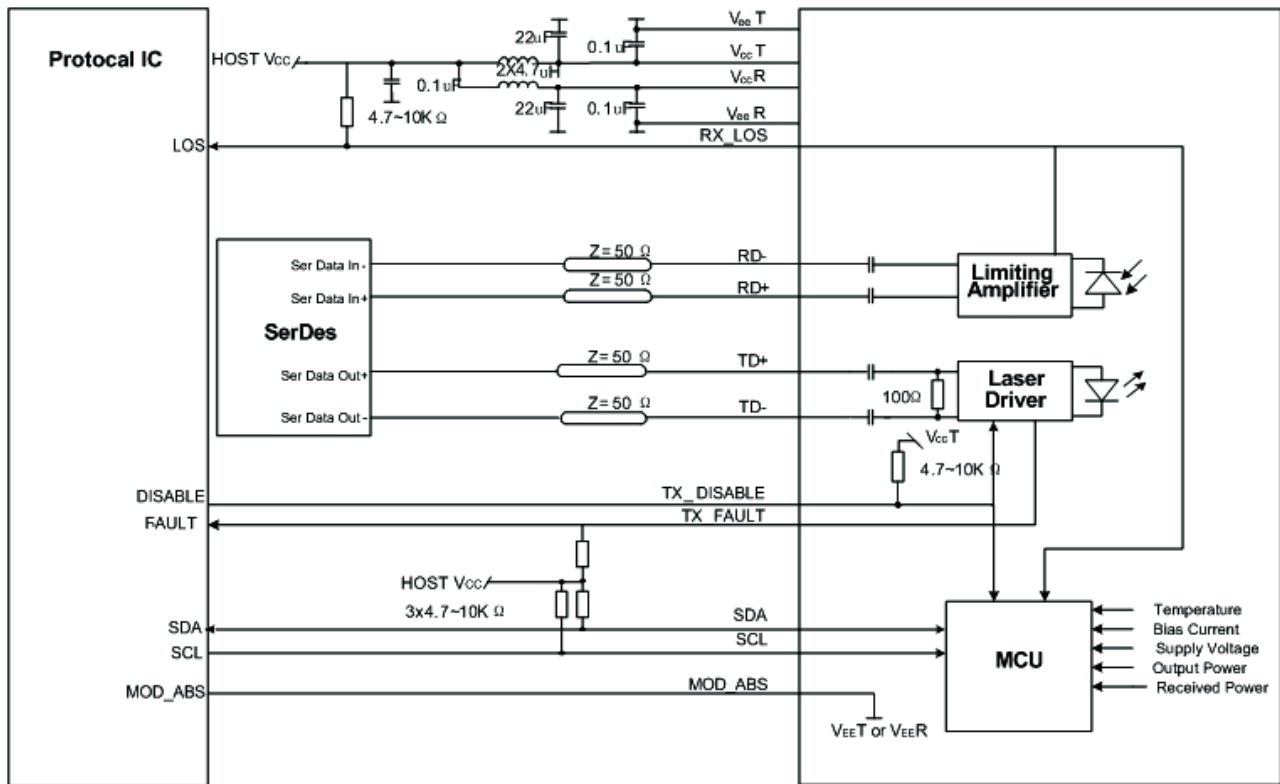 Protocal IC
HOST Vcc
22uF
0.1uF
Vee T
Vcc T
2X4.7uH
0.1uF
VccR
4.7~10K Ω
22uF
0.1uF
Vee R
LOS
RX_LOS
Ser Data In -
Z= 50 Ω
RD-
Limiting
Amplifier
Ser Data In+
Z= 50 Ω
RD+
SerDes
Ser Data Out+
Z= 50 Ω
TD+
Laser
Driver
100Ω
Ser Data Out -
Z= 50 Ω
TD-
VccT
4.7~10K Ω
DISABLE
TX_DISABLE
FAULT
TX_FAULT
HOST Vcc
3x4.7~10K Ω
SDA
SDA
SCL
SCL
MCU
Temperature
Bias Current
Supply Voltage
Output Power
Received Power
MOD_ABS
MOD_ABS
VEET or VEER